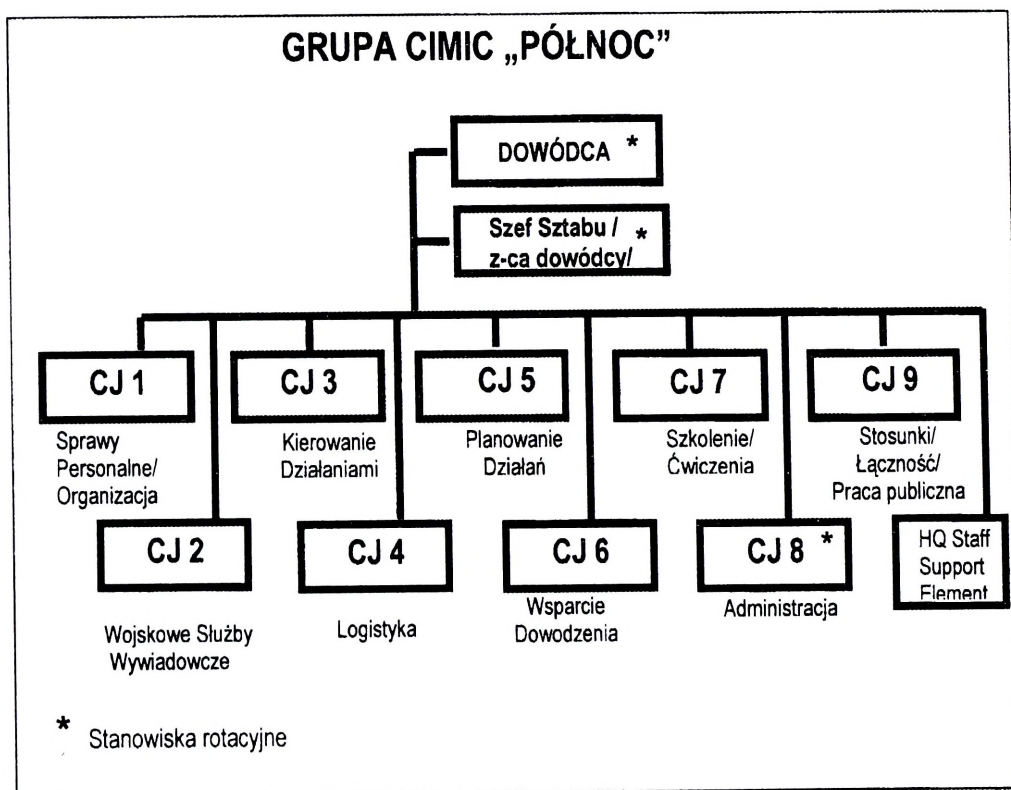 GRUPA CIMIC „PÓŁNOC”
DOWÓDCA *
Szef Sztabu / *
z-ca dowódcy/
CJ 1
Sprawy
Personalne/
Organizacja
CJ 3
Kierowanie
Działaniami
CJ 5
Planowanie
Działań
CJ 7
Szkolenie/
Ćwiczenia
CJ 9
Stosunki/
Łączność/
Praca publiczna
CJ 2
Wojskowe Służby
Wywiadowcze
CJ 4
Logistyka
CJ 6
Wsparcie
Dowodzenia
CJ 8 *
Administracja
HQ Staff
Support
Element
* Stanowiska rotacyjne